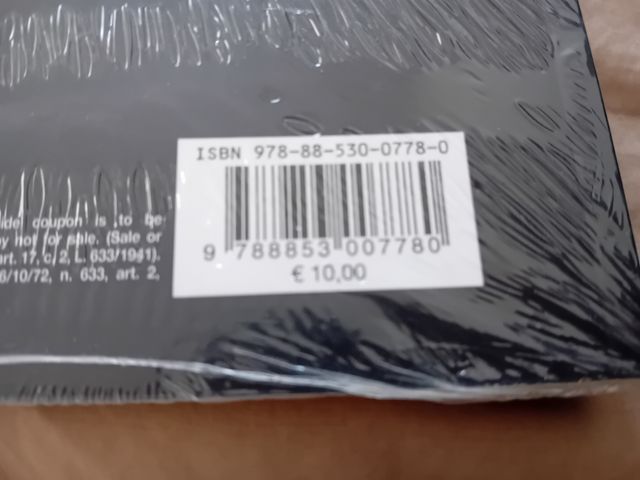 ISBN 978-88-530-0778-0
9 788853 007780
€ 10,00
coupon is to be
not for sale. (Sale or
art. 17, c. 2, L. 633/1941).
6/10/72, n. 633, art. 2,